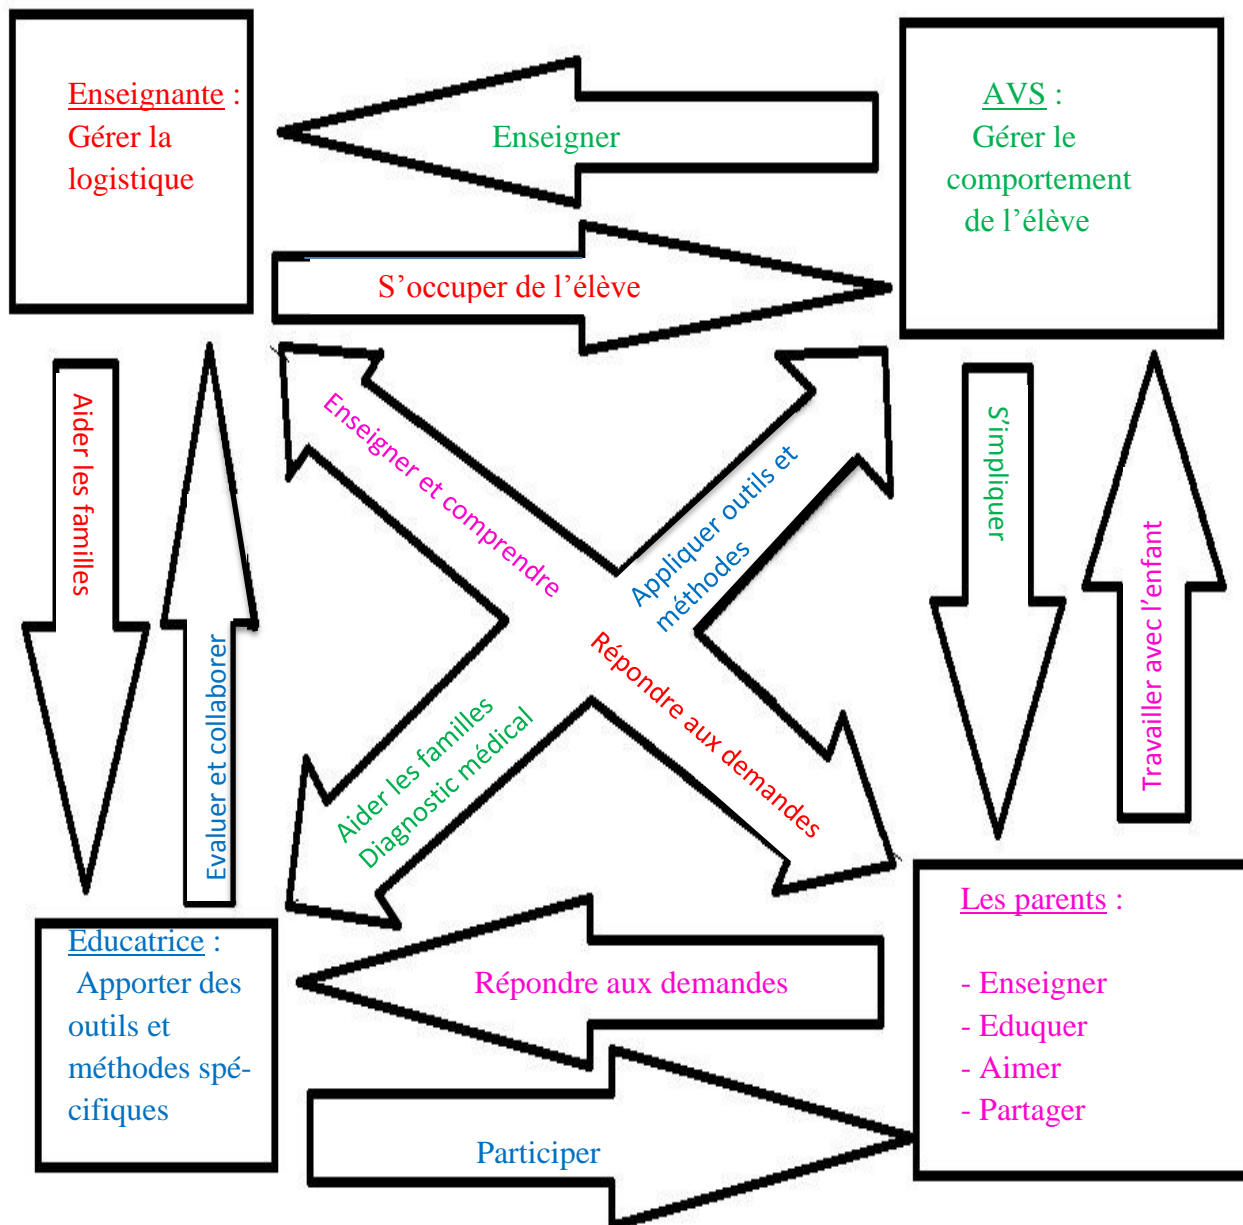 Enseignante :
Gérer la
logistique
Enseigner
AVS :
Gérer le
comportement
de l’élève
S’occuper de l’élève
Aider les familles
Evaluer et collaborer
Enseigner et comprendre
Appliquer outils et
méthodes
S’impliquer
Travailler avec l’enfant
Répondre aux demandes
Aider les familles
Diagnostic médical
Educatrice :
Apporter des
outils et
méthodes spé-
cifiques
Répondre aux demandes
Les parents :
- Enseigner
- Eduquer
- Aimer
- Partager
Participer